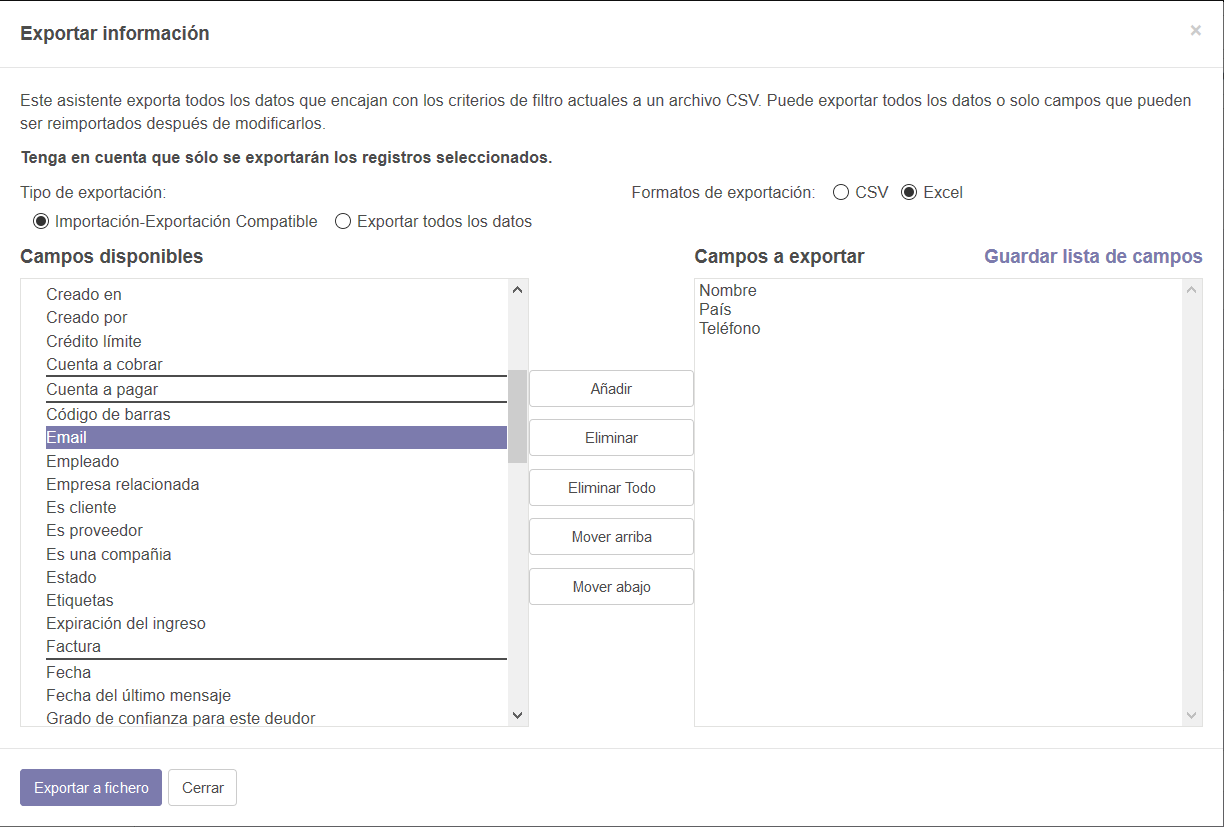 Exportar información
×
Este asistente exporta todos los datos que encajan con los criterios de filtro actuales a un archivo CSV. Puede exportar todos los datos o solo campos que pueden
ser reimportados después de modificarlos.
Tenga en cuenta que sólo se exportarán los registros seleccionados.
Tipo de exportación:
Importación-Exportación Compatible Exportar todos los datos
Formatos de exportación: CSV Excel
Campos disponibles
Creado en
Creado por
Crédito límite
Cuenta a cobrar
Cuenta a pagar
Código de barras
Email
Empleado
Empresa relacionada
Es cliente
Es proveedor
Es una compañia
Estado
Etiquetas
Expiración del ingreso
Factura
Fecha
Fecha del último mensaje
Grado de confianza para este deudor
Añadir
Eliminar
Eliminar Todo
Mover arriba
Mover abajo
Campos a exportar
Guardar lista de campos
Nombre
País
Teléfono
Exportar a fichero
Cerrar